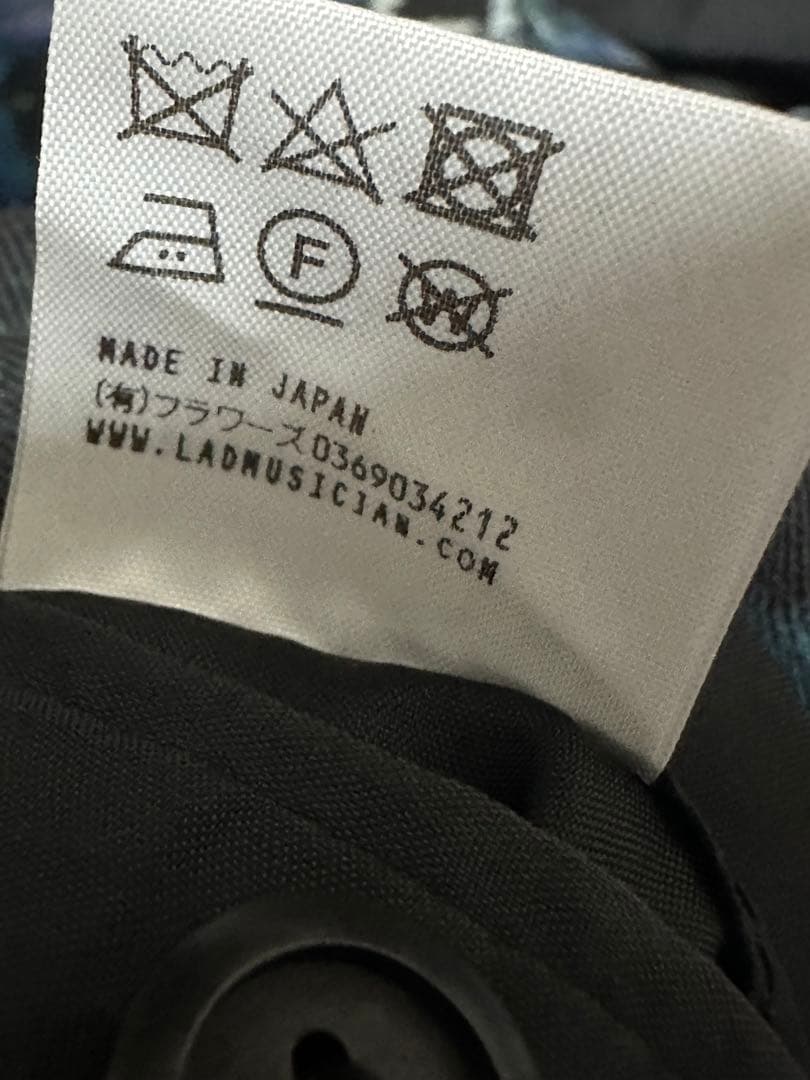 F
W
MADE IN JAPAN
(有)フラワーズ0369034212
WWW.LADMUSICIAN.COM